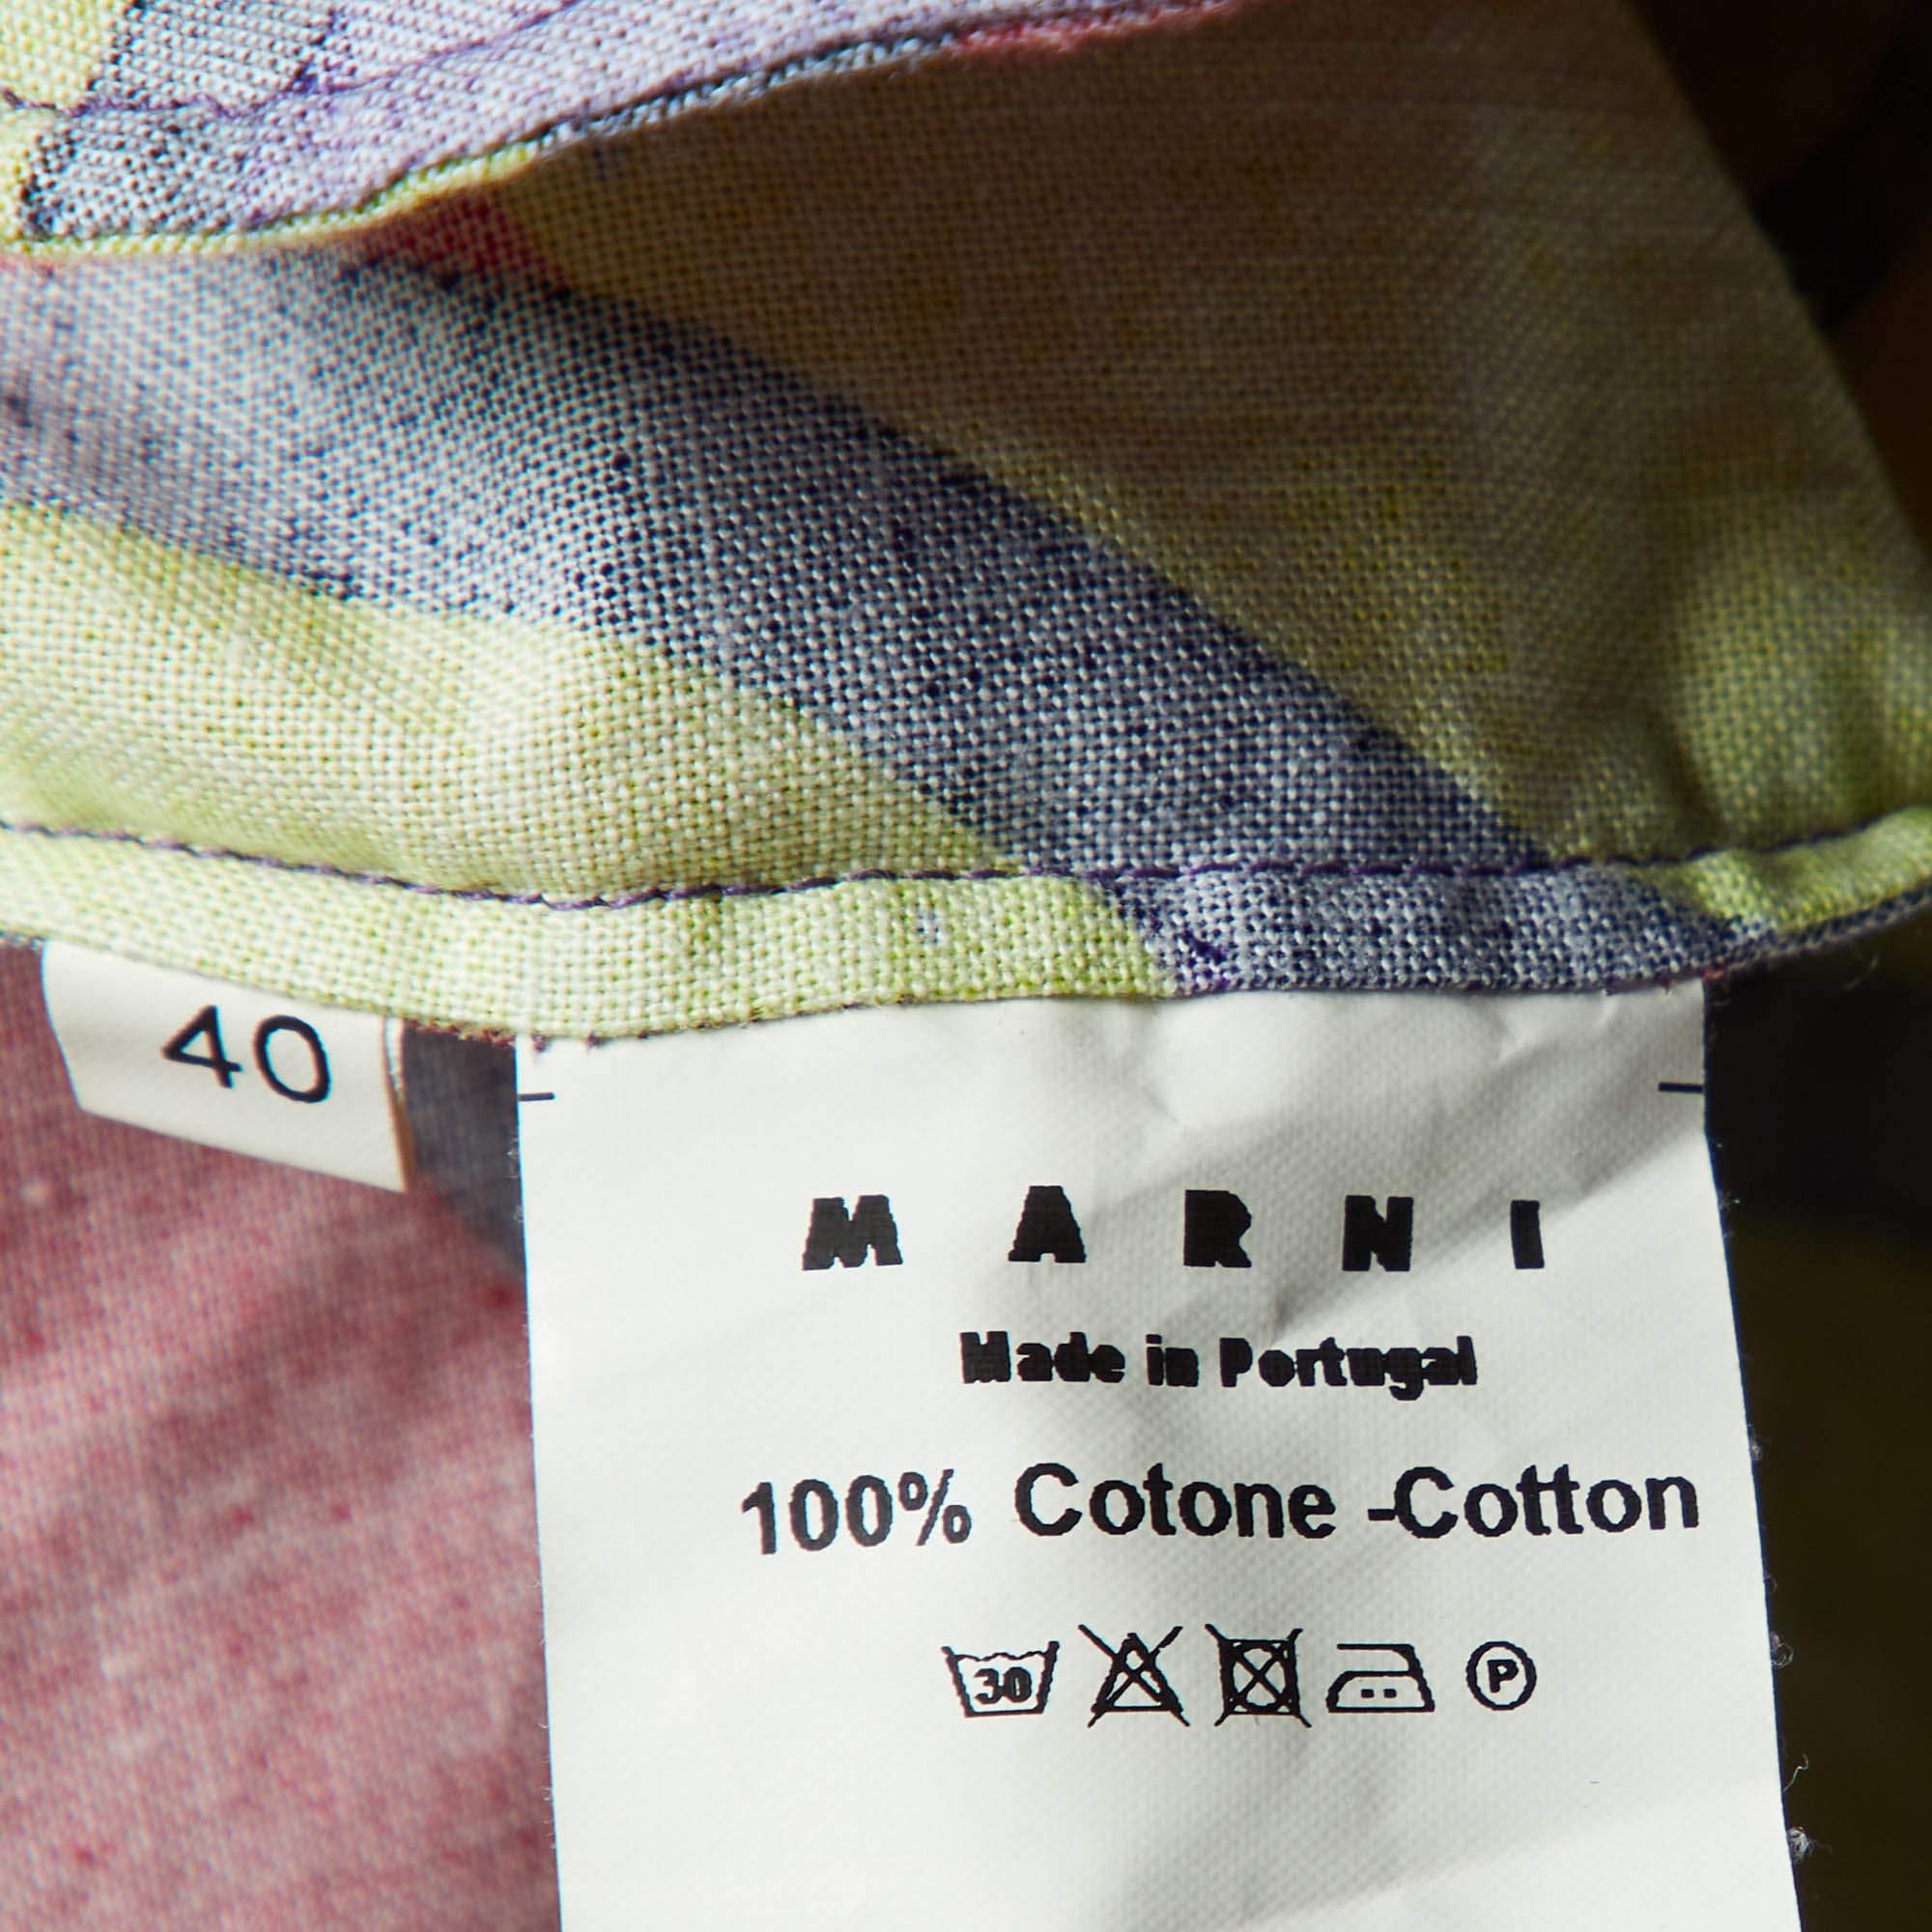 40
MARNI
Made in Portugal
100% Cotone -Cotton
30 P